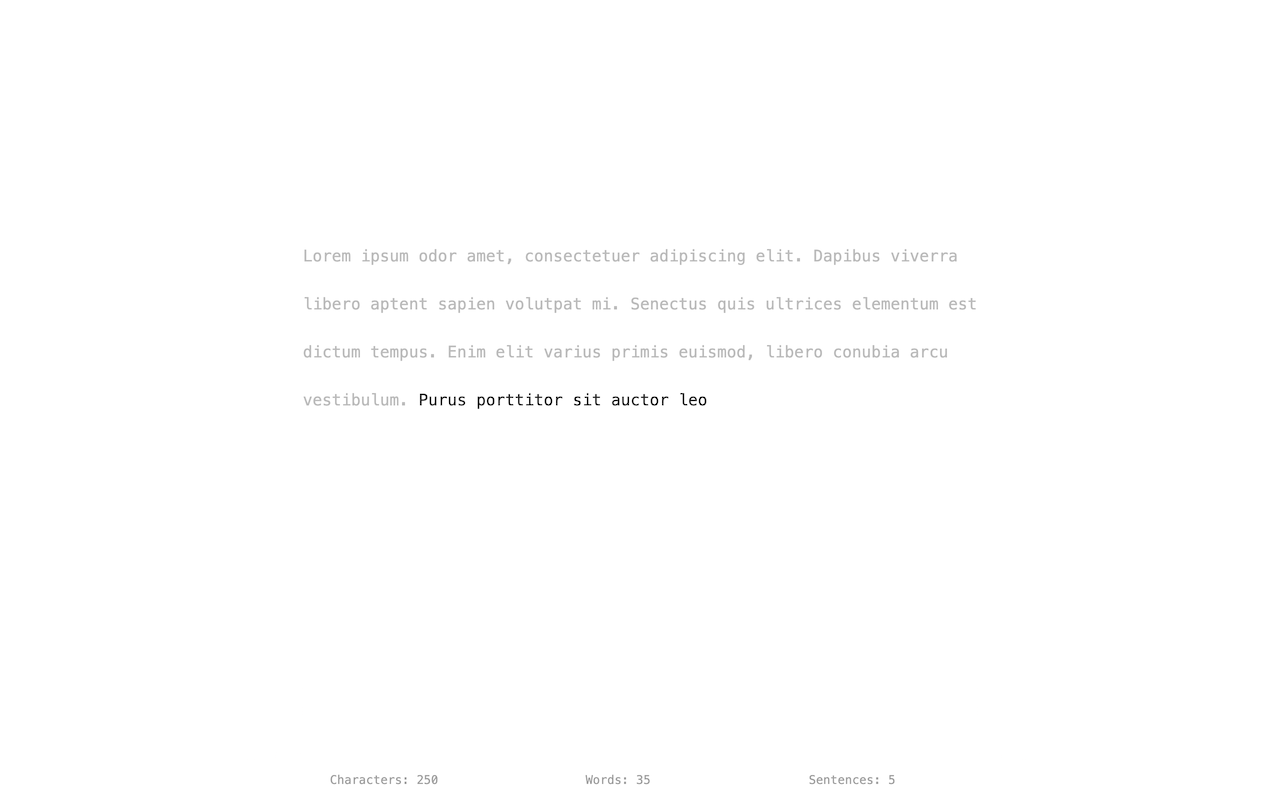 Lorem ipsum odor amet, consectetuer adipiscing elit. Dapibus viverra
libero aptent sapien volutpat mi. Senectus quis ultrices elementum est
dictum tempus. Enim elit varius primis euismod, libero conubia arcu
vestibulum. Purus porttitor sit auctor leo
Characters: 250 Words: 35 Sentences: 5